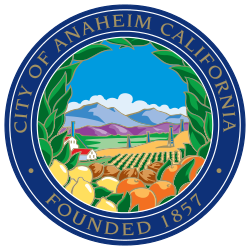 CITY OF ANAHEIM CALIFORNIA
• FOUNDED 1857 •